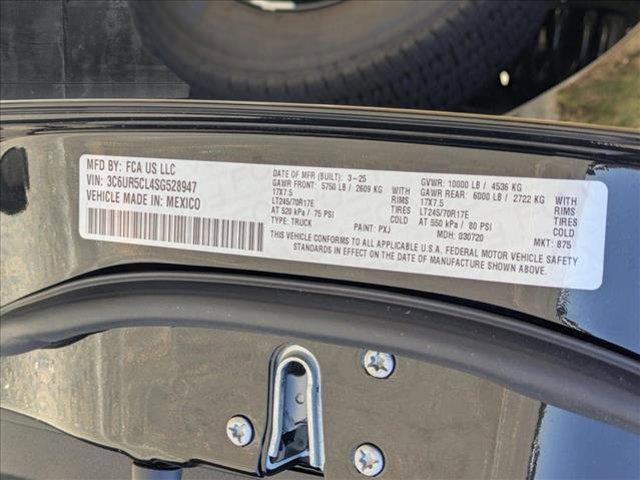 MFD BY: FCA US LLC
VIN: 3C6UR5CL4SG528947
VEHICLE MADE IN: MEXICO
DATE OF MFR (BUILT): 3-25
GVWR: 10000 LB / 4536 KG
GAWR FRONT: 5750 LB / 2609 KG
GAWR REAR: 6000 LB / 2722 KG WITH
17X7.5
17X7.5 RIMS
LT245/70R17E TIRES
LT245/70R17E TIRES
AT 520 kPa / 75 PSI COLD
AT 550 kPa / 80 PSI COLD
TYPE: TRUCK PAINT: PXJ MDH: 030720 MKT: 875
THIS VEHICLE CONFORMS TO ALL APPLICABLE U.S.A. FEDERAL MOTOR VEHICLE SAFETY
STANDARDS IN EFFECT ON THE DATE OF MANUFACTURE SHOWN ABOVE.